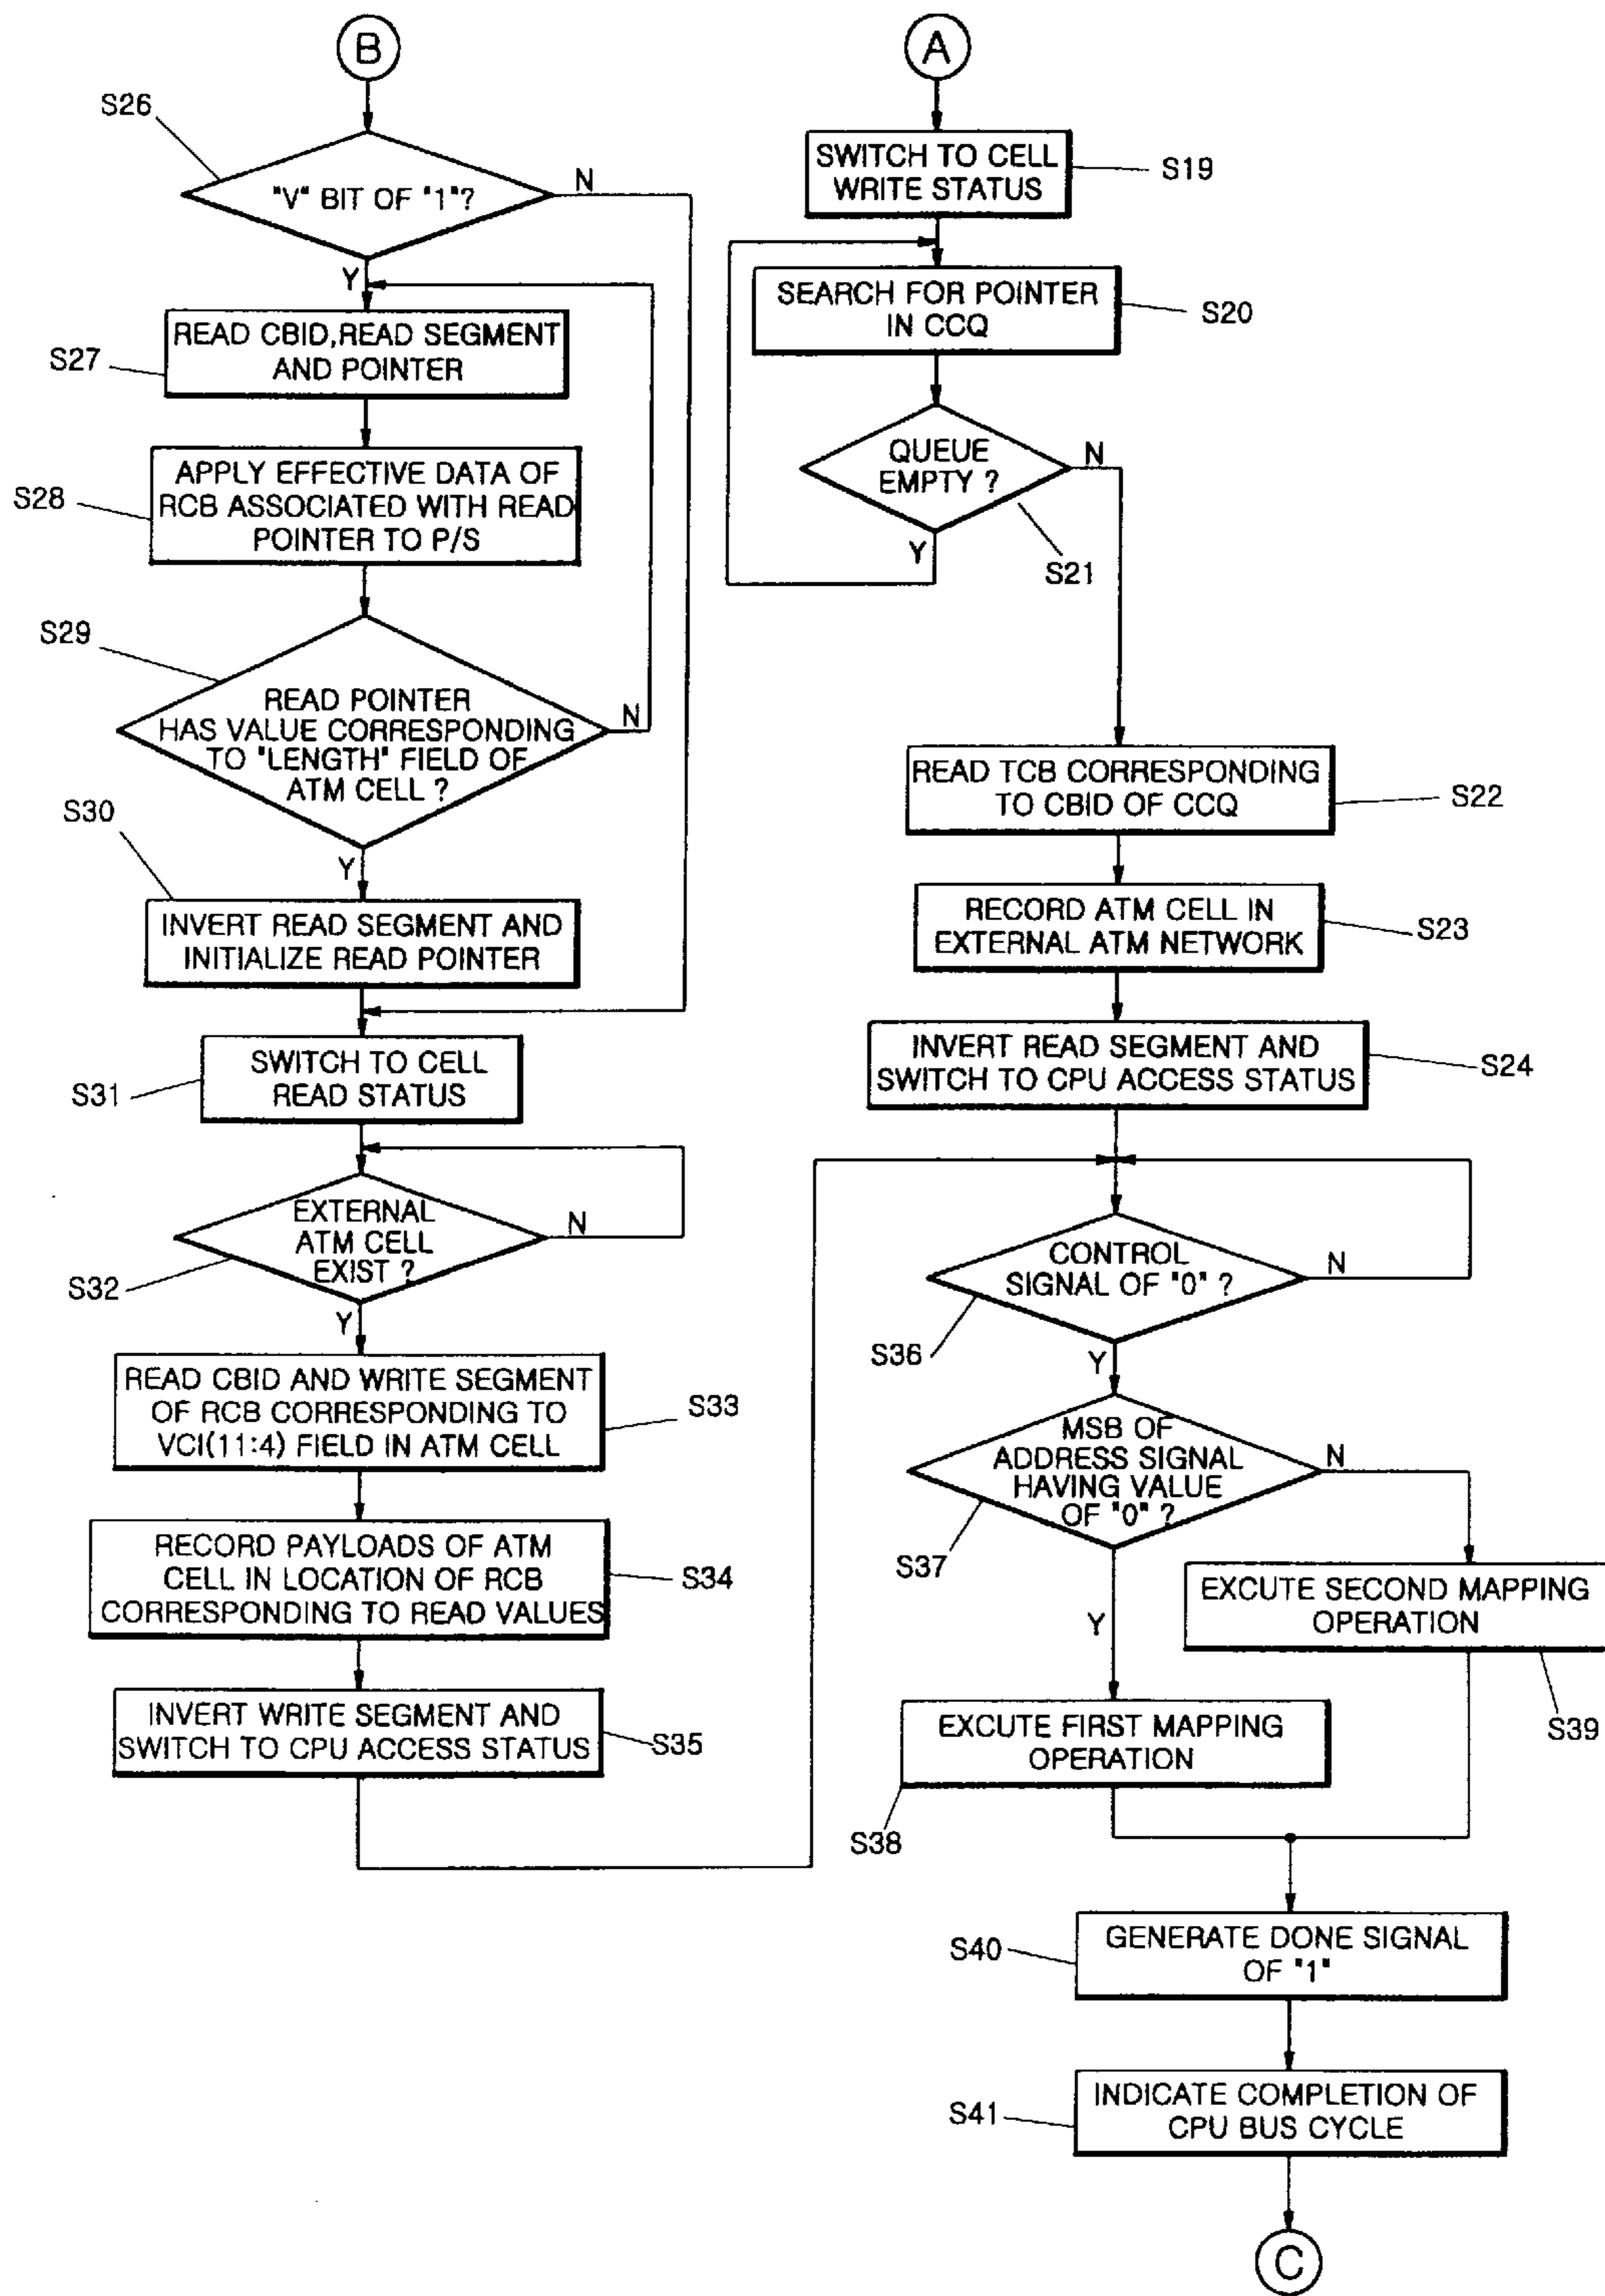 B
S26
"V" BIT OF "1"?
N
Y
READ CBID,READ SEGMENT
AND POINTER
S27
APPLY EFFECTIVE DATA OF
RCB ASSOCIATED WITH READ
POINTER TO P/S
S28
S29
READ POINTER
HAS VALUE CORRESPONDING
TO "LENGTH" FIELD OF
ATM CELL ?
N
S30
Y
INVERT READ SEGMENT AND
INITIALIZE READ POINTER
SWITCH TO CELL
READ STATUS
S31
EXTERNAL
ATM CELL
EXIST ?
N
S32
Y
READ CBID AND WRITE SEGMENT
OF RCB CORRESPONDING TO
VCI(11:4) FIELD IN ATM CELL
S33
RECORD PAYLOADS OF ATM
CELL IN LOCATION OF RCB
CORRESPONDING TO READ VALUES
S34
INVERT WRITE SEGMENT AND
SWITCH TO CPU ACCESS STATUS
S35
A
SWITCH TO CELL
WRITE STATUS
S19
SEARCH FOR POINTER
IN CCQ
S20
QUEUE
EMPTY ?
N
Y
S21
READ TCB CORRESPONDING
TO CBID OF CCQ
S22
RECORD ATM CELL IN
EXTERNAL ATM NETWORK
S23
INVERT READ SEGMENT AND
SWITCH TO CPU ACCESS STATUS
S24
CONTROL
SIGNAL OF "0" ?
N
S36
Y
MSB OF
ADDRESS SIGNAL
HAVING VALUE
OF "0" ?
N
S37
Y
EXCUTE SECOND MAPPING
OPERATION
S39
EXCUTE FIRST MAPPING
OPERATION
S38
GENERATE DONE SIGNAL
OF "1"
S40
INDICATE COMPLETION OF
CPU BUS CYCLE
S41
C